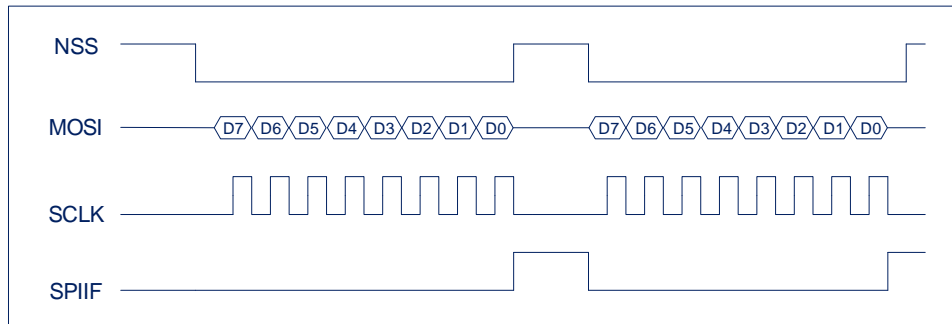 NSS
MOSI D7 D6 D5 D4 D3 D2 D1 D0 D7 D6 D5 D4 D3 D2 D1 D0
SCLK
SPIIF